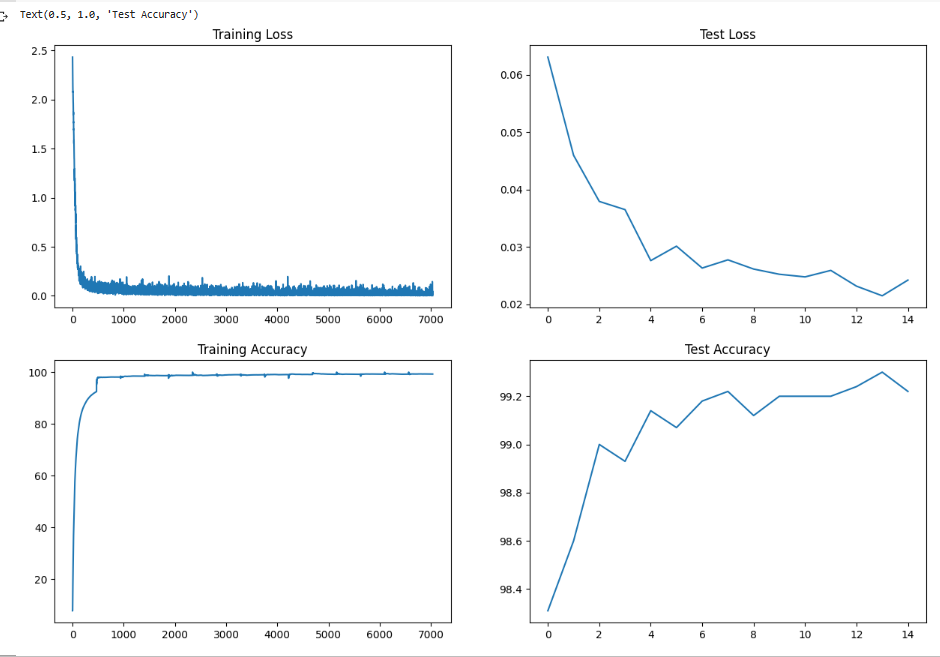 Text(0.5, 1.0, 'Test Accuracy')
Training Loss
2.5
2.0
1.5
1.0
0.5
0.0
0 1000 2000 3000 4000 5000 6000 7000
Test Loss
0.06
0.05
0.04
0.03
0.02
0 2 4 6 8 10 12 14
Training Accuracy
100
80
60
40
20
0 1000 2000 3000 4000 5000 6000 7000
Test Accuracy
99.2
99.0
98.8
98.6
98.4
0 2 4 6 8 10 12 14